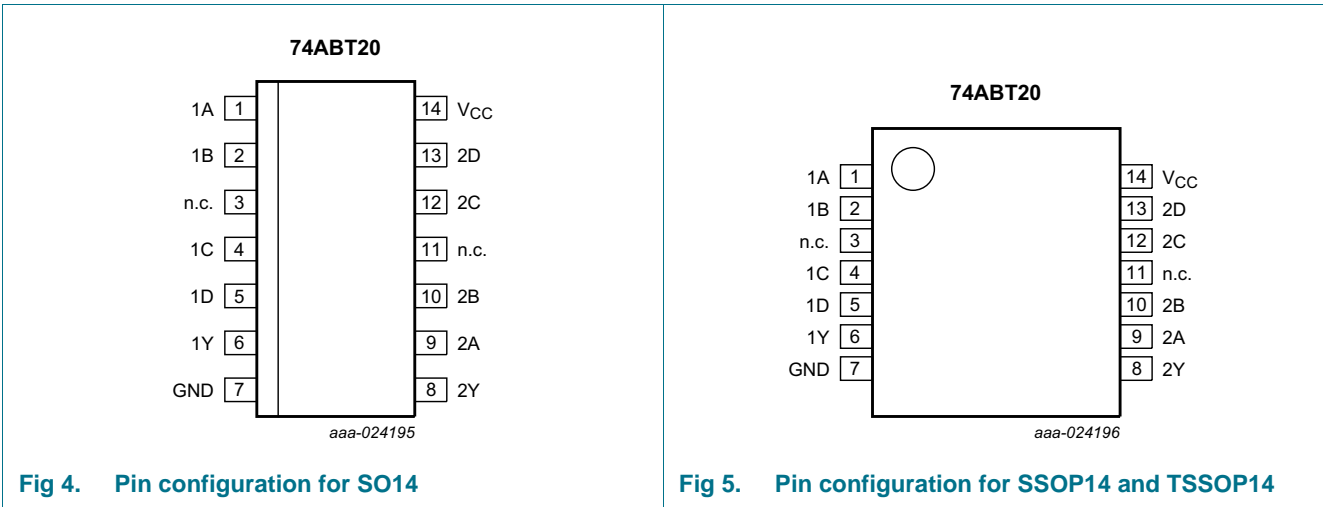 74ABT20
1A 1 14 VCC
1B 2 13 2D
n.c. 3 12 2C
1C 4 11 n.c.
1D 5 10 2B
1Y 6 9 2A
GND 7 8 2Y
aaa-024195
Fig 4. Pin configuration for SO14
74ABT20
1A 1 14 VCC
1B 2 13 2D
n.c. 3 12 2C
1C 4 11 n.c.
1D 5 10 2B
1Y 6 9 2A
GND 7 8 2Y
aaa-024196
Fig 5. Pin configuration for SSOP14 and TSSOP14